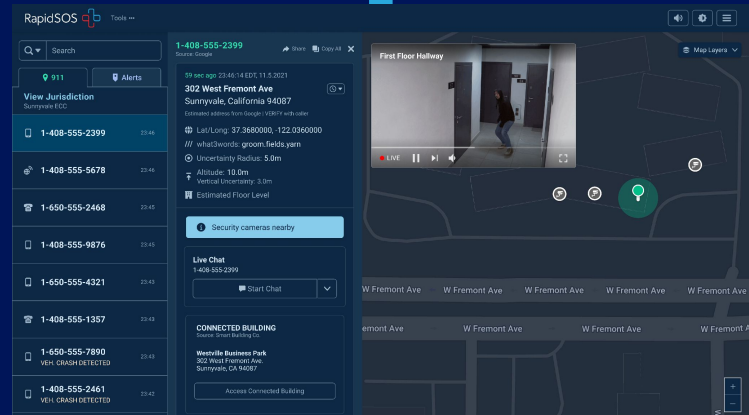 RapidSOS
Tools •••
Search
911
Alerts
View Jurisdiction
Sunnyvale ECC
1-408-555-2399
23:46
1-408-555-5678
23:46
1-650-555-2468
23:45
1-408-555-9876
23:45
1-650-555-4321
23:43
1-408-555-1357
23:43
1-650-555-7890
VEH. CRASH DETECTED
23:43
1-408-555-2461
VEH. CRASH DETECTED
23:42
1-408-555-2399
Source: Google
Share
Copy All
59 sec ago 23:46:14 EDT, 11.5.2021
302 West Fremont Ave
Sunnyvale, California 94087
Estimated address from Google | VERIFY with caller
Lat/Long: 37.3680000, -122.0360000
/// what3words: groom.fields.yarn
Uncertainty Radius: 5.0m
Altitude: 10.0m
Vertical Uncertainty: 3.0m
Estimated Floor Level
Security cameras nearby
Live Chat
1-408-555-2399
Start Chat
CONNECTED BUILDING
Source: Smart Building Co.
Westville Business Park
302 West Fremont Ave.
Sunnyvale, CA 94087
Access Connected Building
First Floor Hallway
LIVE
Map Layers
W Fremont Ave W Fremont Ave W Fremont Ave W Fremont Ave W Fremont Ave
emont Ave W Fremont Ave W Fremont Ave W Fremont A
+
−